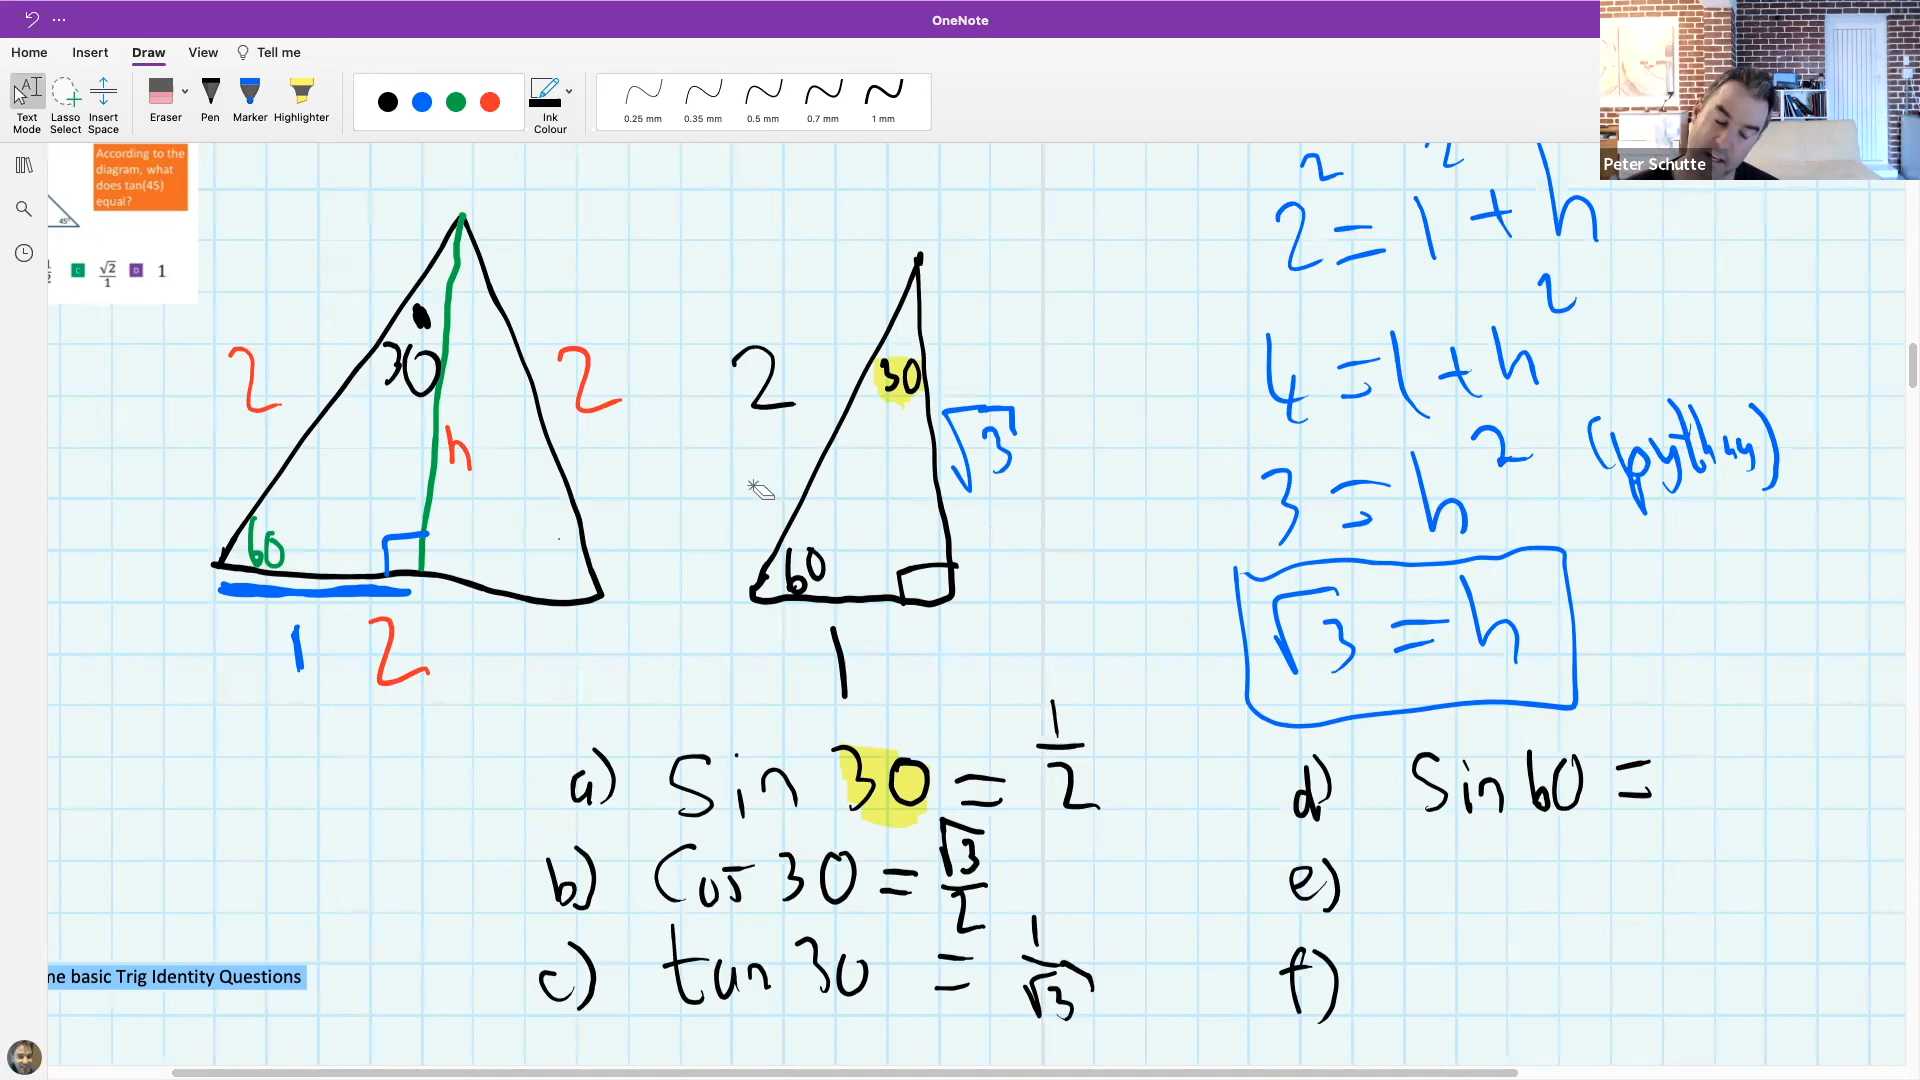 OneNote
Home Insert Draw View Tell me
Text Mode
Lasso Select
Insert Space
Eraser
Pen
Marker
Highlighter
Ink Colour
0.25 mm
0.35 mm
0.5 mm
0.7 mm
1 mm
Peter Schutte
According to the
diagram, what
does tan(45)
equal?
45°
C √2/1
D 1
2
30
2
h
60
1
2
2
30
√3
60
1
2² = 1² + h
4 = 1 + h²
3 = h²
√3 = h
a) Sin 30 = 1/2
b) Cos 30 = √3/2
c) tan 30 = 1/√3
d) Sin 60 =
e)
f)
ne basic Trig Identity Questions